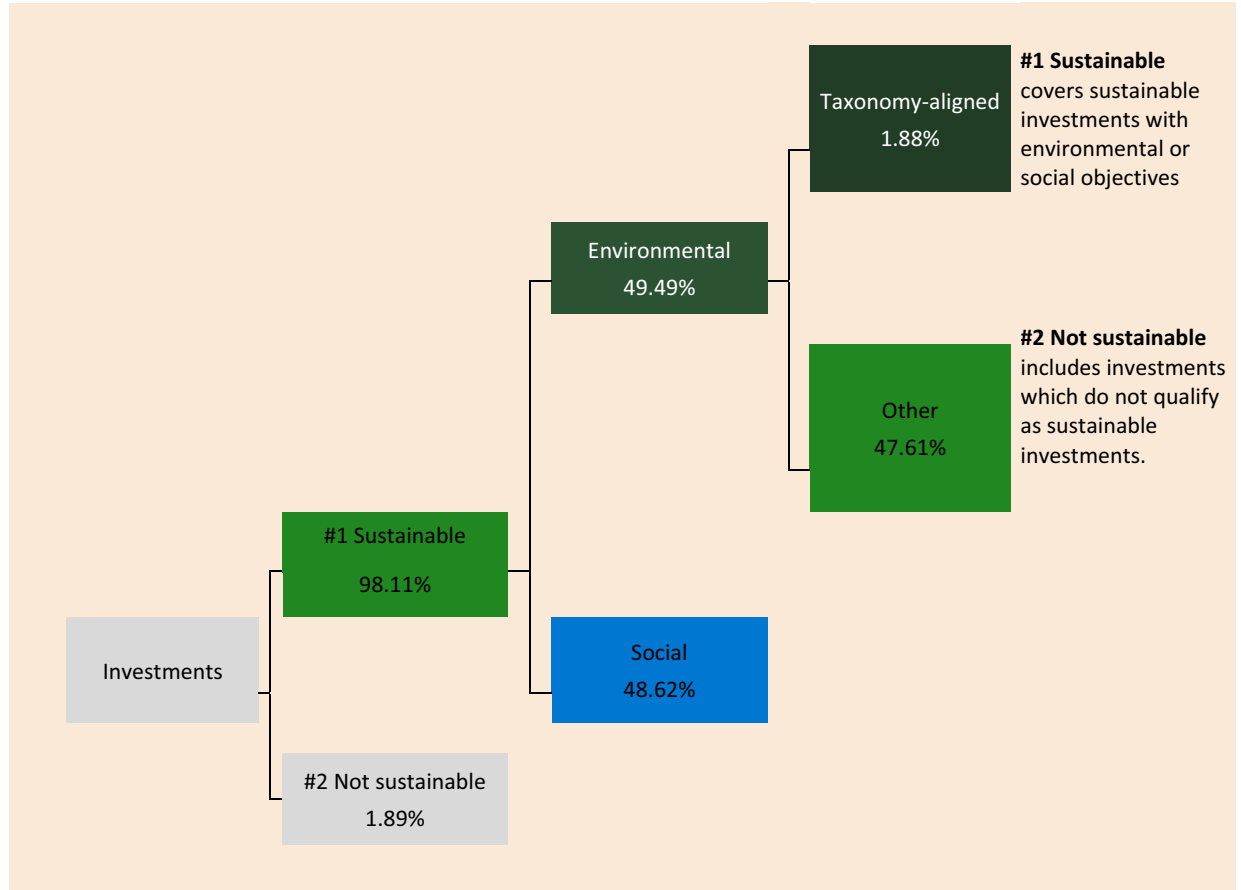 Taxonomy-aligned
1.88%
#1 Sustainable
covers sustainable
investments with
environmental or
social objectives
Environmental
49.49%
Other
47.61%
#2 Not sustainable
includes investments
which do not qualify
as sustainable
investments.
#1 Sustainable
98.11%
Investments
Social
48.62%
#2 Not sustainable
1.89%